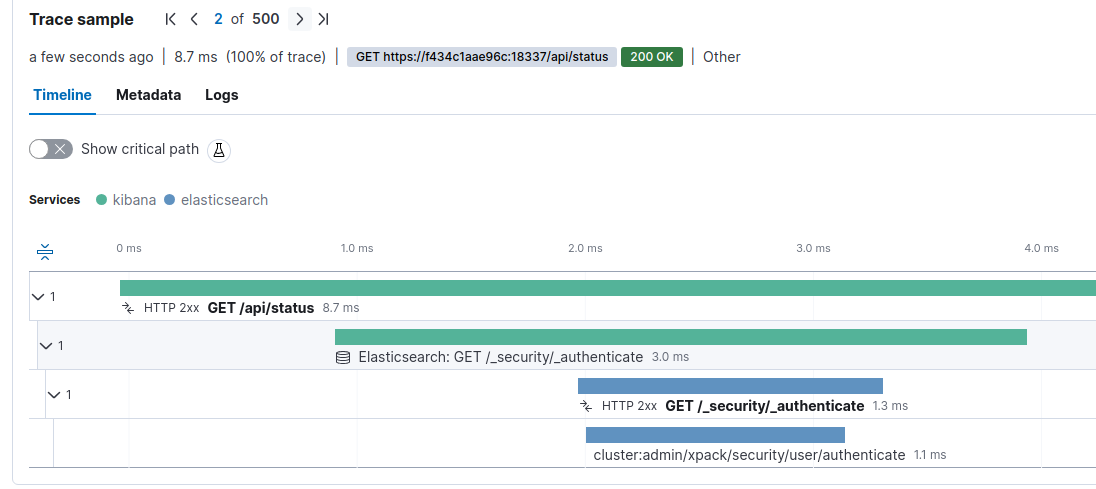 Trace sample 2 of 500
a few seconds ago 8.7 ms (100% of trace) GET https://f434c1aae96c:18337/api/status 200 OK Other
Timeline Metadata Logs
Show critical path
Services kibana elasticsearch
0 ms 1.0 ms 2.0 ms 3.0 ms 4.0 ms
1
HTTP 2xx GET /api/status 8.7 ms
1
Elasticsearch: GET /_security/_authenticate 3.0 ms
1
HTTP 2xx GET /_security/_authenticate 1.3 ms
cluster:admin/xpack/security/user/authenticate 1.1 ms